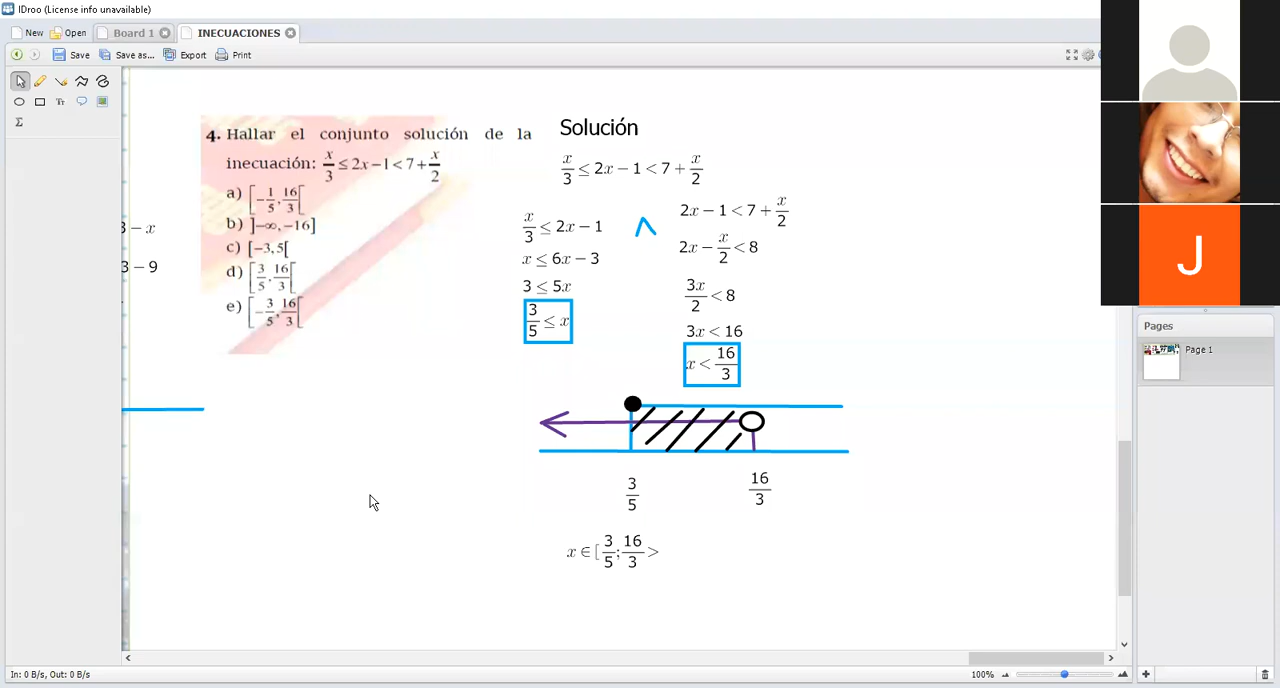 IDroo (License info unavailable)
New Open Board 1 INECUACIONES
Save Save as... Export Print
4. Hallar el conjunto solución de la
inecuación: x/3 ≤ 2x − 1 < 7 + x/2
a) [−1/5, 16/3[
b) ]−∞, −16]
c) [−3, 5[
d) [3/5, 16/3[
e) [−3/5, 16/3[
3 − x
3 − 9
Solución
x/3 ≤ 2x − 1 < 7 + x/2
x/3 ≤ 2x − 1
x ≤ 6x − 3
3 ≤ 5x
3/5 ≤ x
∧
2x − 1 < 7 + x/2
2x − x/2 < 8
3x/2 < 8
3x < 16
x < 16/3
3/5 16/3
x ∈ [3/5; 16/3 >
J
Pages
Page 1
Tr
Σ
In: 0 B/s, Out: 0 B/s
100%